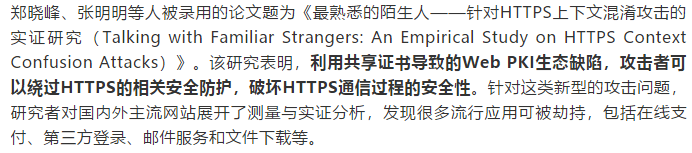 郑晓峰、张明明等人被录用的论文题为《最熟悉的陌生人——针对HTTPS上下文混淆攻击的
实证研究（Talking with Familiar Strangers: An Empirical Study on HTTPS Context
Confusion Attacks）》。该研究表明，利用共享证书导致的Web PKI生态缺陷，攻击者可
以绕过HTTPS的相关安全防护，破坏HTTPS通信过程的安全性。针对这类新型的攻击问题，
研究者对国内外主流网站展开了测量与实证分析，发现很多流行应用可被劫持，包括在线支
付、第三方登录、邮件服务和文件下载等。